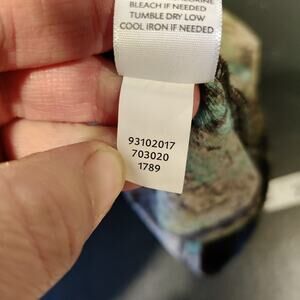 BLEACH IF NEEDED
TUMBLE DRY LOW
COOL IRON IF NEEDED
93102017
703020
1789